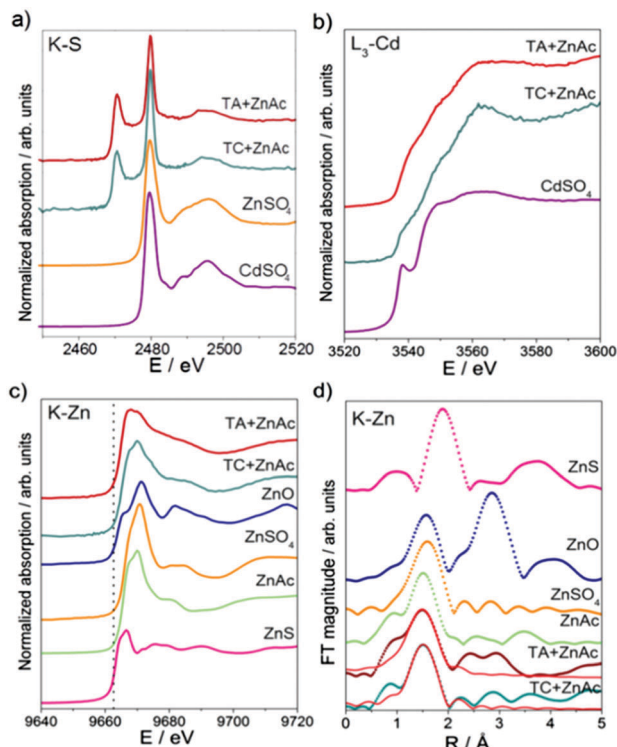 a)
K-S
Normalized absorption / arb. units
TA+ZnAc
TC+ZnAc
ZnSO4
CdSO4
2460 2480 2500 2520
E / eV
b)
L3-Cd
Normalized absorption / arb. units
TA+ZnAc
TC+ZnAc
CdSO4
3520 3540 3560 3580 3600
E / eV
c)
K-Zn
Normalized absorption / arb. units
TA+ZnAc
TC+ZnAc
ZnO
ZnSO4
ZnAc
ZnS
9640 9660 9680 9700 9720
E / eV
d)
K-Zn
FT magnitude / arb. units
ZnS
ZnO
ZnSO4
ZnAc
TA+ZnAc
TC+ZnAc
0 1 2 3 4 5
R / Å